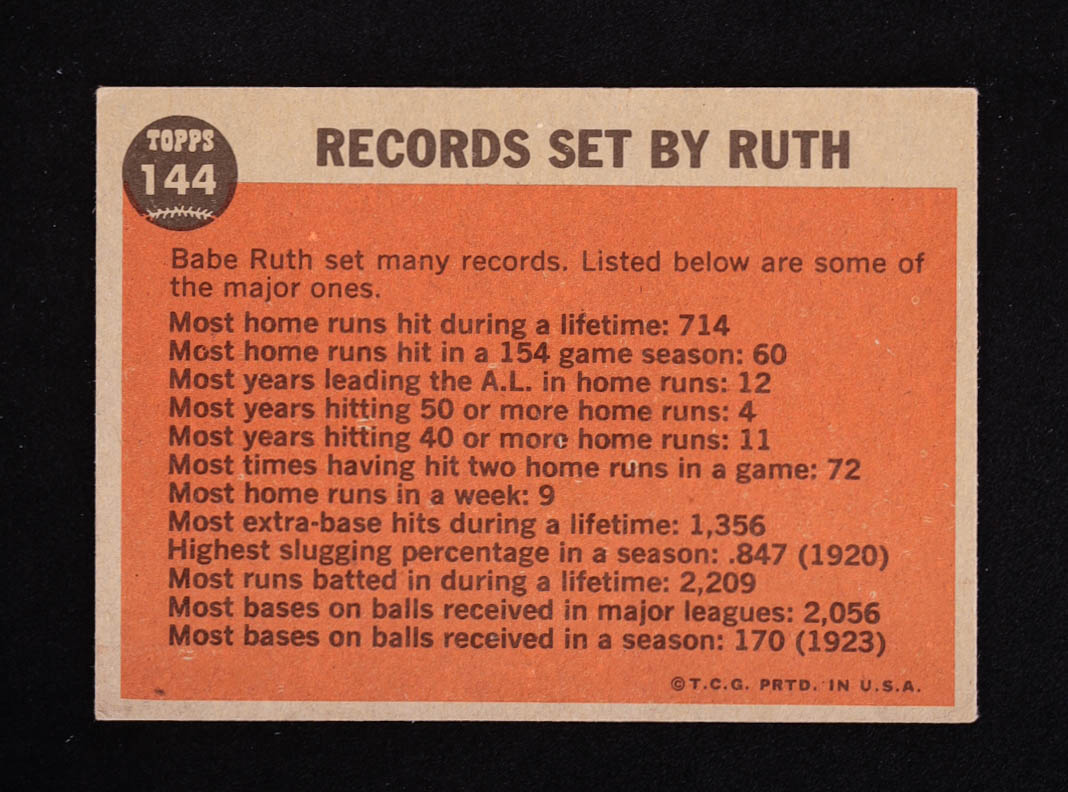 TOPPS
144
RECORDS SET BY RUTH
Babe Ruth set many records. Listed below are some of
the major ones.
Most home runs hit during a lifetime: 714
Most home runs hit in a 154 game season: 60
Most years leading the A.L. in home runs: 12
Most years hitting 50 or more home runs: 4
Most years hitting 40 or more home runs: 11
Most times having hit two home runs in a game: 72
Most home runs in a week: 9
Most extra-base hits during a lifetime: 1,356
Highest slugging percentage in a season: .847 (1920)
Most runs batted in during a lifetime: 2,209
Most bases on balls received in major leagues: 2,056
Most bases on balls received in a season: 170 (1923)
©T.C.G. PRTD. IN U.S.A.